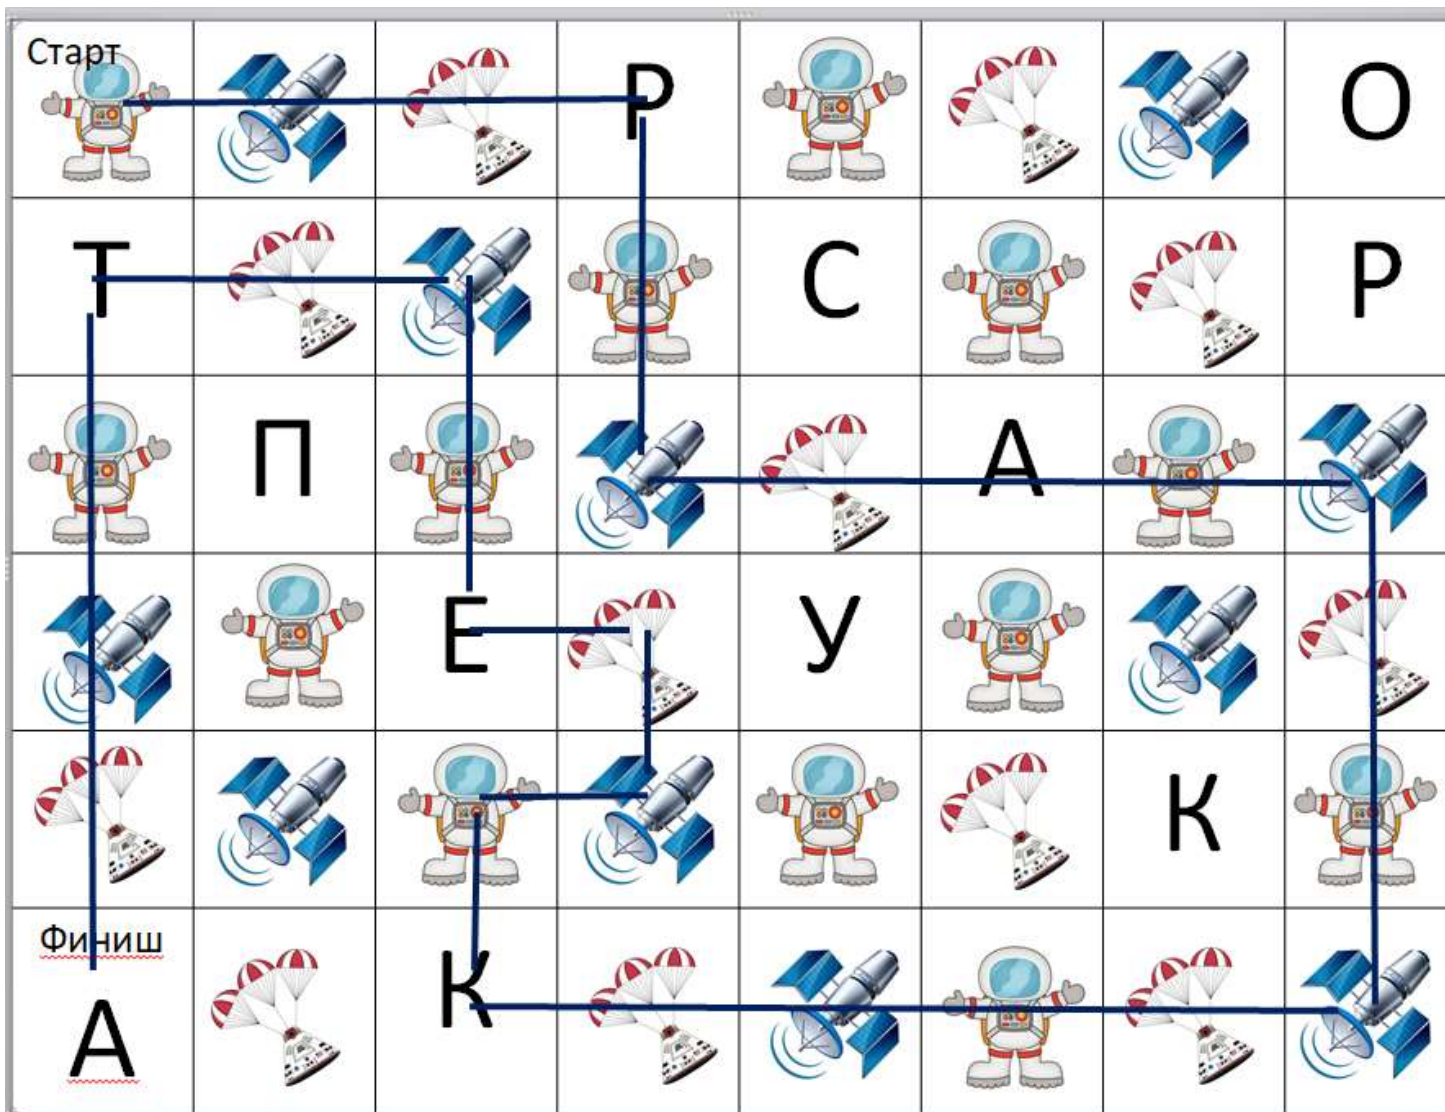 Старт
Р О
Т С Р
П А
Е У
К
Финиш
А К